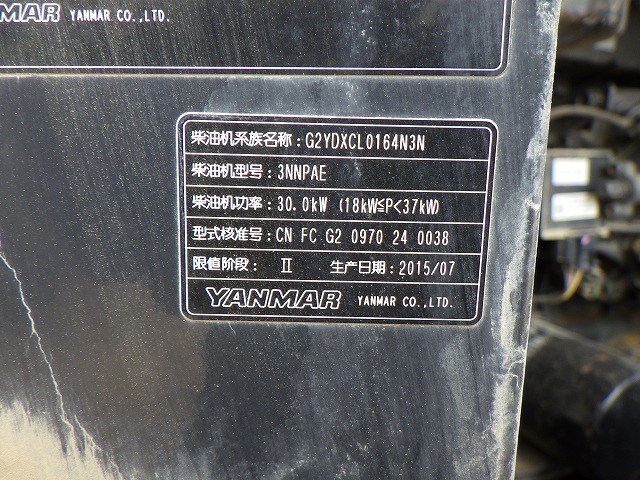 YANMAR YANMAR CO.,LTD.
柴油机系族名称：G2YDXCL0164N3N
柴油机型号：3NNPAE
柴油机功率：30.0kW (18kW≦P<37kW)
型式核准号：CN FC G2 0970 24 0038
限值阶段： Ⅱ 生产日期：2015/07
YANMAR YANMAR CO.,LTD.